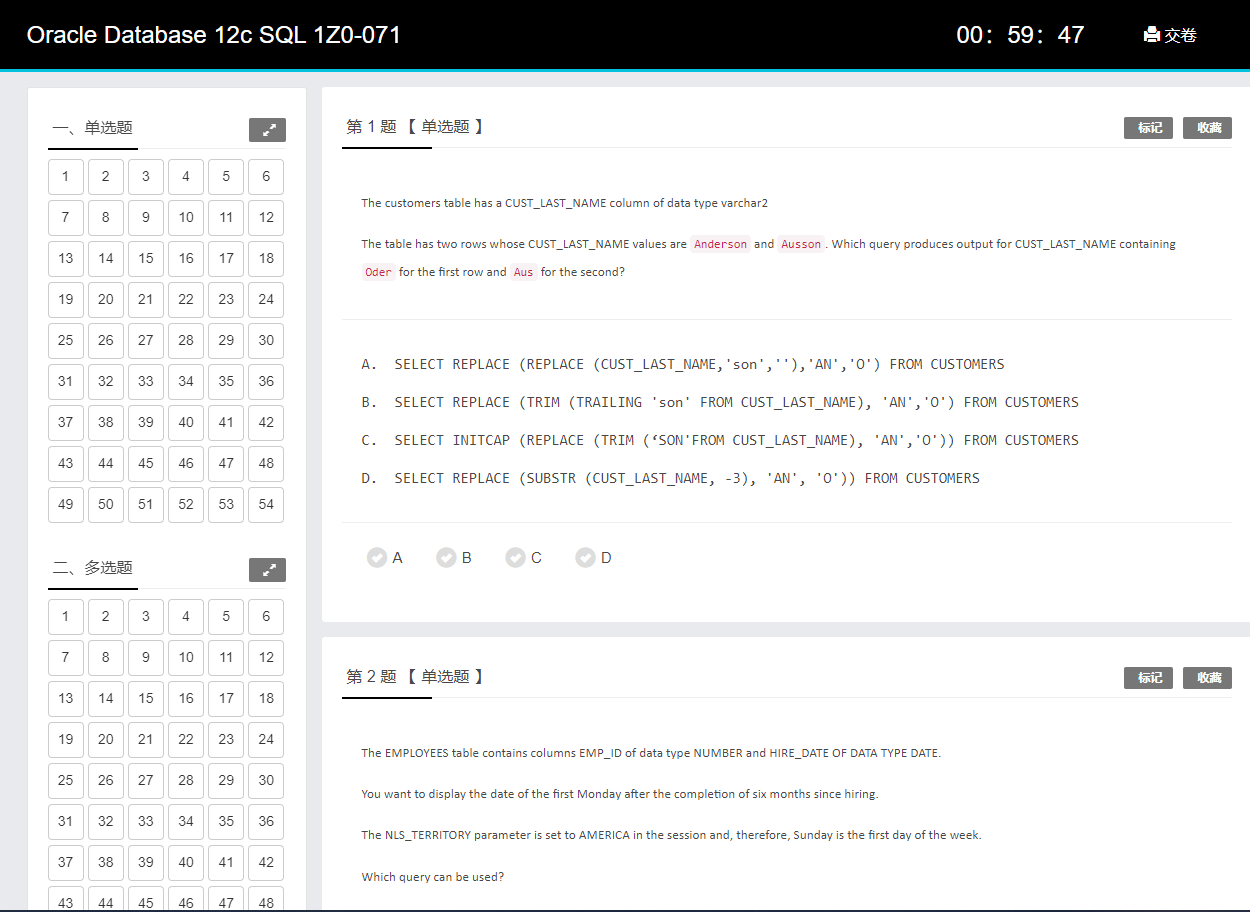 Oracle Database 12c SQL 1Z0-071
00：59：47
交卷
一、单选题
1 2 3 4 5 6
7 8 9 10 11 12
13 14 15 16 17 18
19 20 21 22 23 24
25 26 27 28 29 30
31 32 33 34 35 36
37 38 39 40 41 42
43 44 45 46 47 48
49 50 51 52 53 54
二、多选题
1 2 3 4 5 6
7 8 9 10 11 12
13 14 15 16 17 18
19 20 21 22 23 24
25 26 27 28 29 30
31 32 33 34 35 36
37 38 39 40 41 42
43 44 45 46 47 48
第 1 题 【 单选题 】
标记 收藏
The customers table has a CUST_LAST_NAME column of data type varchar2
The table has two rows whose CUST_LAST_NAME values are Anderson and Ausson. Which query produces output for CUST_LAST_NAME containing
Oder for the first row and Aus for the second?
A. SELECT REPLACE (REPLACE (CUST_LAST_NAME,'son',''),'AN','O') FROM CUSTOMERS
B. SELECT REPLACE (TRIM (TRAILING 'son' FROM CUST_LAST_NAME), 'AN','O') FROM CUSTOMERS
C. SELECT INITCAP (REPLACE (TRIM (‘SON'FROM CUST_LAST_NAME), 'AN','O')) FROM CUSTOMERS
D. SELECT REPLACE (SUBSTR (CUST_LAST_NAME, -3), 'AN', 'O')) FROM CUSTOMERS
A B C D
第 2 题 【 单选题 】
标记 收藏
The EMPLOYEES table contains columns EMP_ID of data type NUMBER and HIRE_DATE OF DATA TYPE DATE.
You want to display the date of the first Monday after the completion of six months since hiring.
The NLS_TERRITORY parameter is set to AMERICA in the session and, therefore, Sunday is the first day of the week.
Which query can be used?